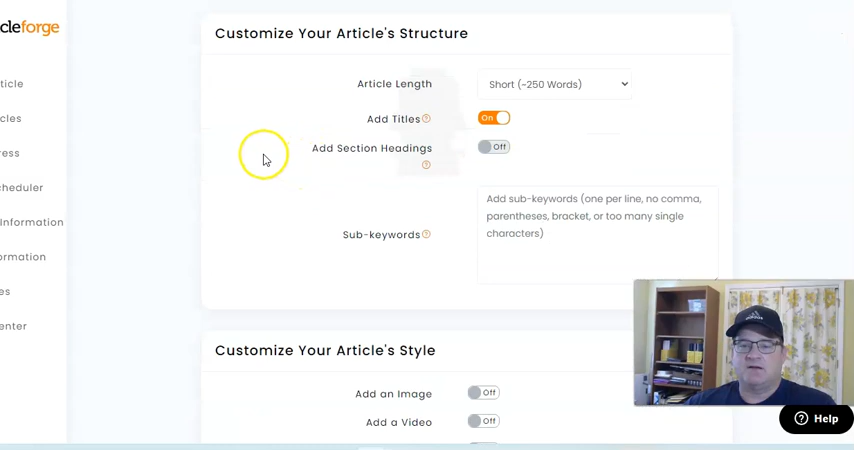 cleforge
Customize Your Article's Structure
Article Length
Short (~250 Words)
Add Titles
On
Add Section Headings
Off
Sub-keywords
Add sub-keywords (one per line, no comma,
parentheses, bracket, or too many single
characters)
ticle
cles
ress
heduler
Information
ormation
es
enter
Customize Your Article's Style
Add an Image
Off
Add a Video
Off
Help